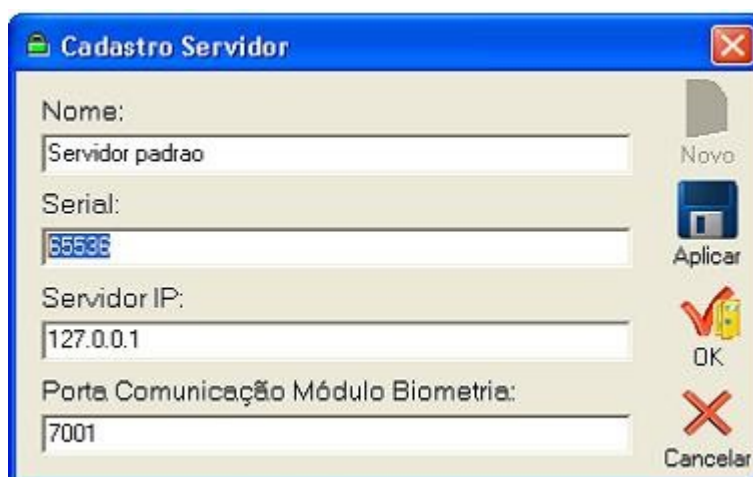 Cadastro Servidor
Nome:
Servidor padrao
Novo
Serial:
65536
Aplicar
Servidor IP:
127.0.0.1
OK
Porta Comunicação Módulo Biometria:
7001
Cancelar